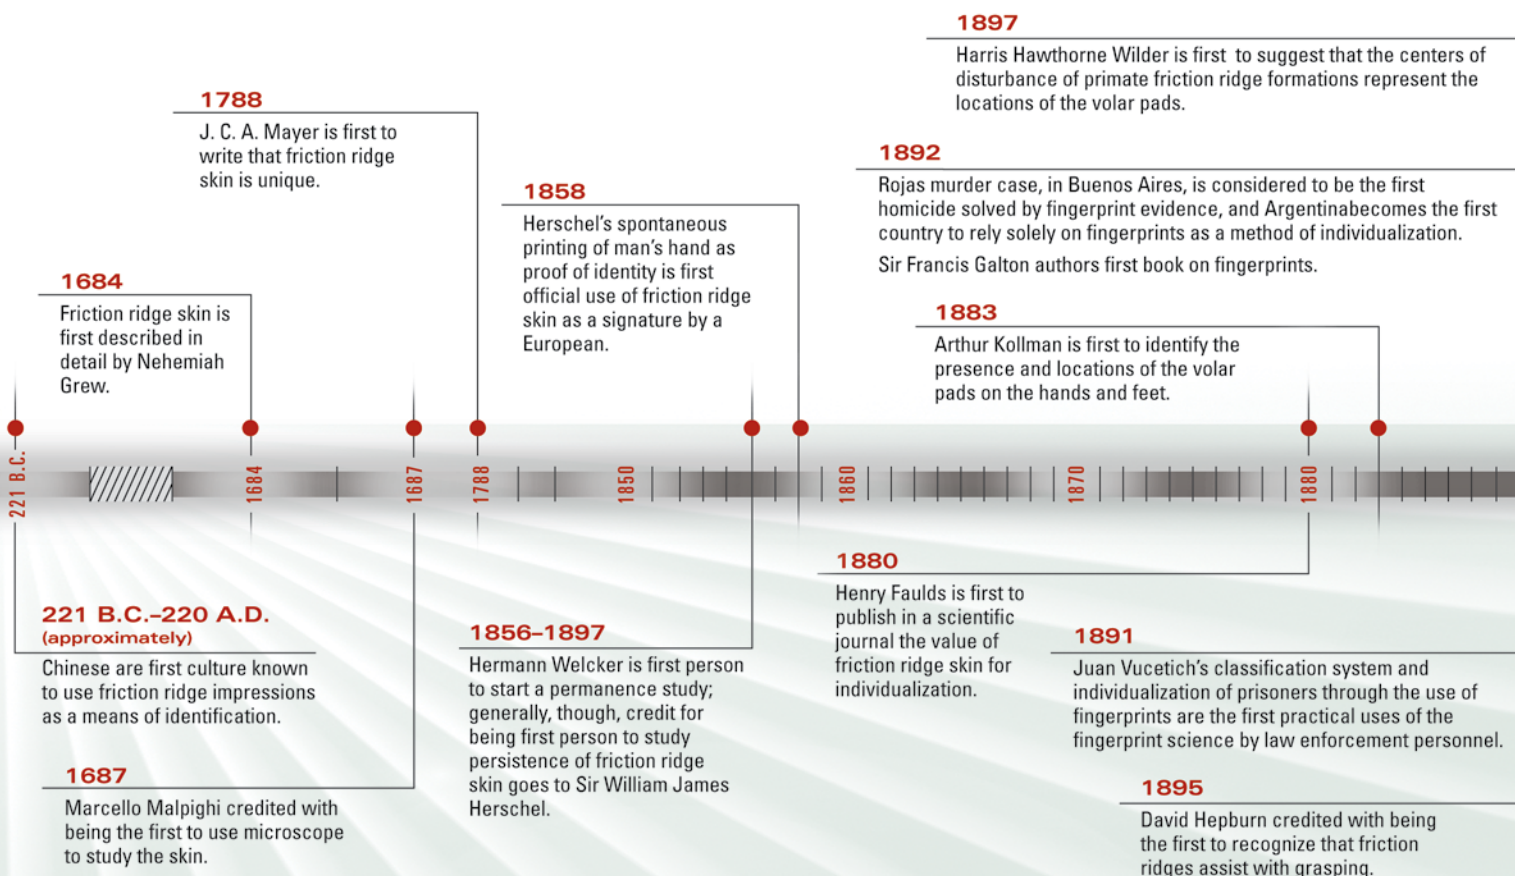 1897
Harris Hawthorne Wilder is first to suggest that the centers of
disturbance of primate friction ridge formations represent the
locations of the volar pads.
1788
J. C. A. Mayer is first to
write that friction ridge
skin is unique.
1892
Rojas murder case, in Buenos Aires, is considered to be the first
homicide solved by fingerprint evidence, and Argentinabecomes the first
country to rely solely on fingerprints as a method of individualization.
Sir Francis Galton authors first book on fingerprints.
1858
Herschel's spontaneous
printing of man's hand as
proof of identity is first
official use of friction ridge
skin as a signature by a
European.
1684
Friction ridge skin is
first described in
detail by Nehemiah
Grew.
1883
Arthur Kollman is first to identify the
presence and locations of the volar
pads on the hands and feet.
221 B.C.
1684
1687
1788
1850
1860
1870
1880
221 B.C.–220 A.D.
(approximately)
Chinese are first culture known
to use friction ridge impressions
as a means of identification.
1687
Marcello Malpighi credited with
being the first to use microscope
to study the skin.
1856–1897
Hermann Welcker is first person
to start a permanence study;
generally, though, credit for
being first person to study
persistence of friction ridge
skin goes to Sir William James
Herschel.
1880
Henry Faulds is first to
publish in a scientific
journal the value of
friction ridge skin for
individualization.
1891
Juan Vucetich's classification system and
individualization of prisoners through the use of
fingerprints are the first practical uses of the
fingerprint science by law enforcement personnel.
1895
David Hepburn credited with being
the first to recognize that friction
ridges assist with grasping.